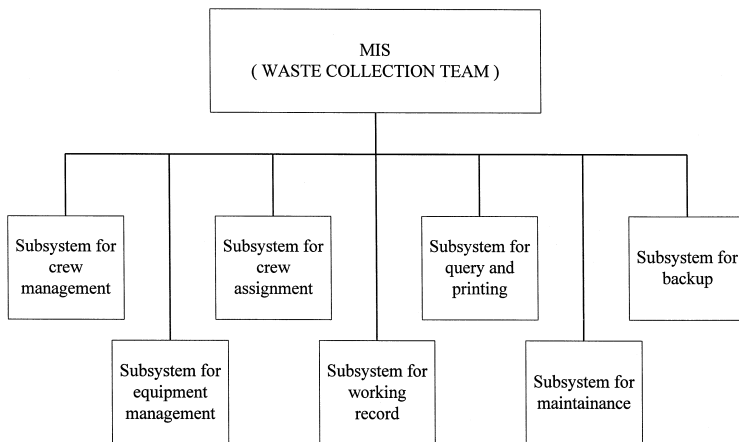 MIS
( WASTE COLLECTION TEAM )
Subsystem for
crew
management
Subsystem for
crew
assignment
Subsystem for
query and
printing
Subsystem for
backup
Subsystem for
equipment
management
Subsystem for
working
record
Subsystem for
maintainance